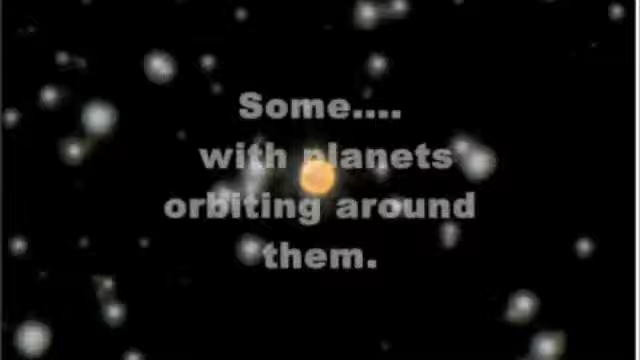 Some....
with planets
orbiting around
them.